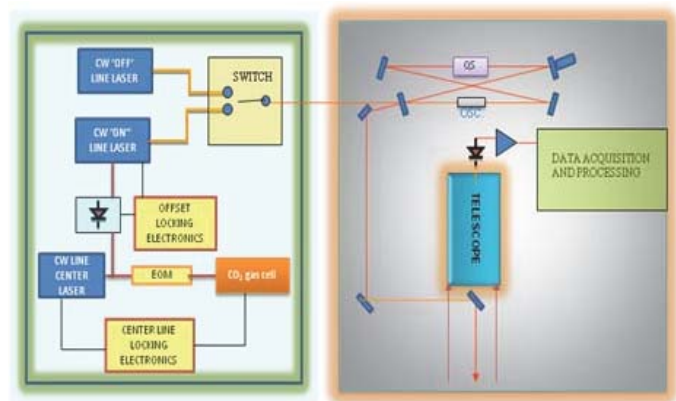 CW 'OFF'
LINE LASER
SWITCH
CW 'ON'
LINE LASER
OFFSET
LOCKING
ELECTRONICS
CW LINE
CENTER
LASER
EOM
CO₂ gas cell
CENTER LINE
LOCKING
ELECTRONICS
QS
OSC
TELESCOPE
DATA ACQUISITION
AND PROCESSING